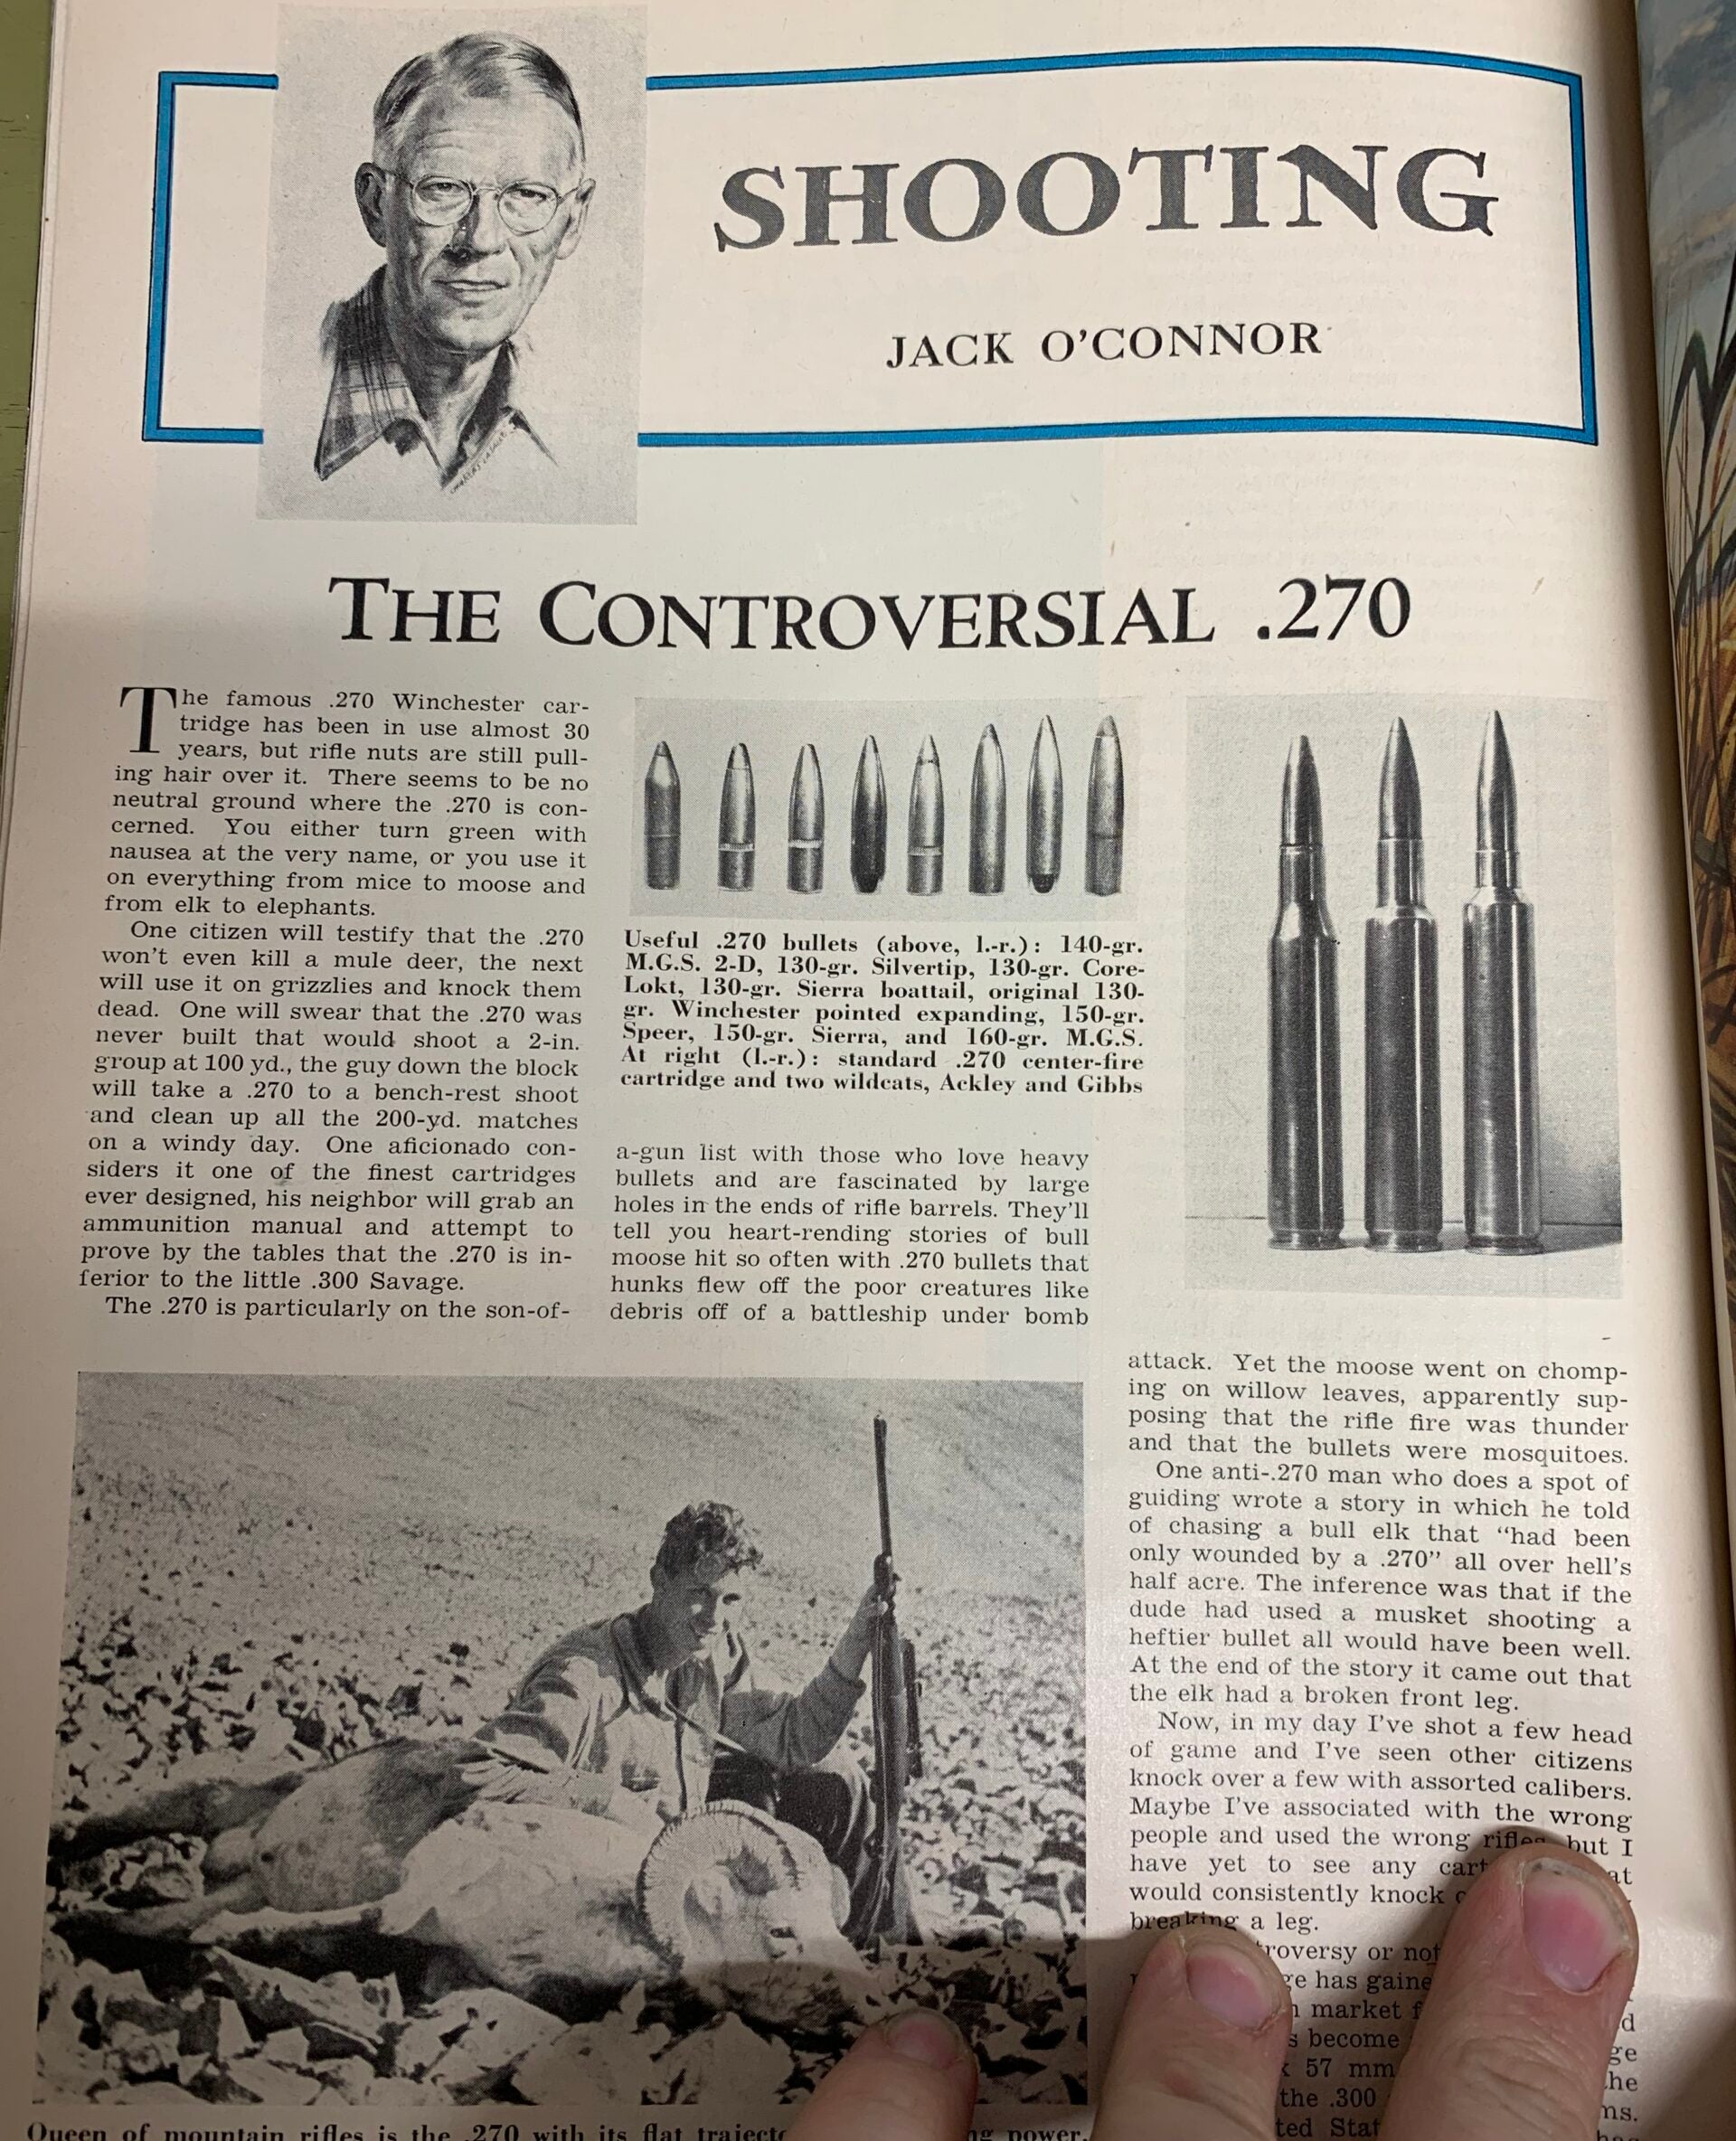 SHOOTING
JACK O'CONNOR
THE CONTROVERSIAL .270
The famous .270 Winchester car-
tridge has been in use almost 30
years, but rifle nuts are still pull-
ing hair over it. There seems to be no
neutral ground where the .270 is con-
cerned. You either turn green with
nausea at the very name, or you use it
on everything from mice to moose and
from elk to elephants.
One citizen will testify that the .270
won't even kill a mule deer, the next
will use it on grizzlies and knock them
dead. One will swear that the .270 was
never built that would shoot a 2-in.
group at 100 yd., the guy down the block
will take a .270 to a bench-rest shoot
and clean up all the 200-yd. matches
on a windy day. One aficionado con-
siders it one of the finest cartridges
ever designed, his neighbor will grab an
ammunition manual and attempt to
prove by the tables that the .270 is in-
ferior to the little .300 Savage.
The .270 is particularly on the son-of-
Useful .270 bullets (above, l.-r.): 140-gr.
M.G.S. 2-D, 130-gr. Silvertip, 130-gr. Core-
Lokt, 130-gr. Sierra boattail, original 130-
gr. Winchester pointed expanding, 150-gr.
Speer, 150-gr. Sierra, and 160-gr. M.G.S.
At right (l.-r.): standard .270 center-fire
cartridge and two wildcats, Ackley and Gibbs
a-gun list with those who love heavy
bullets and are fascinated by large
holes in the ends of rifle barrels. They'll
tell you heart-rending stories of bull
moose hit so often with .270 bullets that
hunks flew off the poor creatures like
debris off of a battleship under bomb
attack. Yet the moose went on chomp-
ing on willow leaves, apparently sup-
posing that the rifle fire was thunder
and that the bullets were mosquitoes.
One anti-.270 man who does a spot of
guiding wrote a story in which he told
of chasing a bull elk that "had been
only wounded by a .270" all over hell's
half acre. The inference was that if the
dude had used a musket shooting a
heftier bullet all would have been well.
At the end of the story it came out that
the elk had a broken front leg.
Now, in my day I've shot a few head
of game and I've seen other citizens
knock over a few with assorted calibers.
Maybe I've associated with the wrong
people and used the wrong rifles, but I
have yet to see any
would consistently knock
breaking a leg.
or not
has
market
become
57 mm
the .300
Queen of mountain rifles is the .270 with its flat
power.